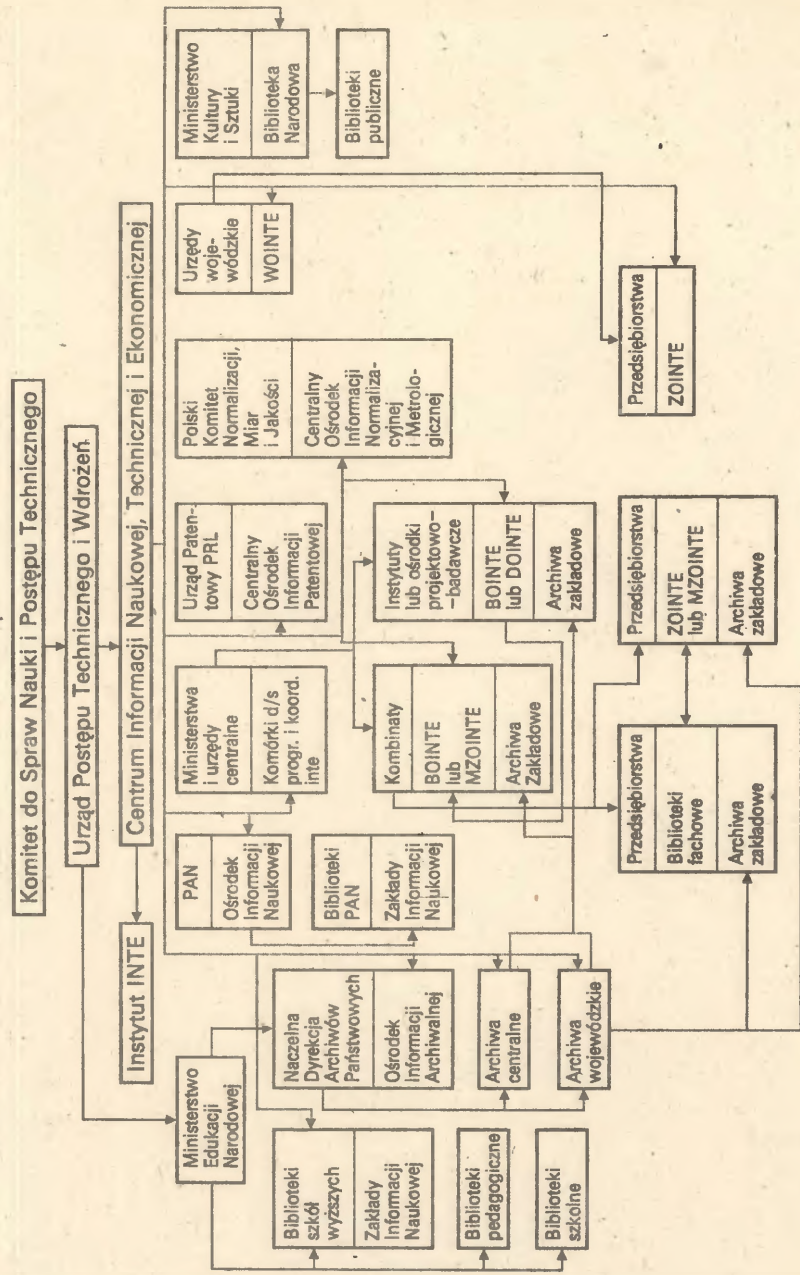 Komitet do Spraw Nauki i Postępu Technicznego
Urząd Postępu Technicznego i Wdrożeń
Centrum Informacji Naukowej, Technicznej i Ekonomicznej
Instytut INTE
Ministerstwo
Edukacji
Narodowej
PAN
Ośrodek
Informacji
Naukowej
Ministerstwa
i urzędy
centralne
Komórki d/s
progr. i koord.
inte
Urząd Paten-
towy PRL
Centralny
Ośrodek
Informacji
Patentowej
Polski
Komitet
Normalizacji,
Miar
i Jakości
Centralny
Ośrodek
Informacji
Normaliza-
cyjnej
i Metrolo-
gicznej
Urzędy
woje-
wódzkie
WOINTE
Ministerstwo
Kultury
i Sztuki
Biblioteka
Narodowa
Biblioteki
publiczne
Biblioteki
szkół
wyższych
Zakłady
Informacji
Naukowej
Naczelna
Dyrekcja
Archiwów
Państwowych
Ośrodek
Informacji
Archiwalnej
Biblioteki
PAN
Zakłady
Informacji
Naukowej
Kombinaty
BOINTE
lub
MZOINTE
Archiwa
Zakładowe
Instytuty
lub ośrodki
projektowo-
-badawcze
BOINTE
lub DOINTE
Archiwa
zakładowe
Biblioteki
pedagogiczne
Archiwa
centralne
Biblioteki
szkolne
Archiwa
wojewódzkie
Przedsiębiorstwa
Biblioteki
fachowe
Archiwa
zakładowe
Przedsiębiorstwa
ZOINTE
lub MZOINTE
Archiwa
zakładowe
Przedsiębiorstwa
ZOINTE